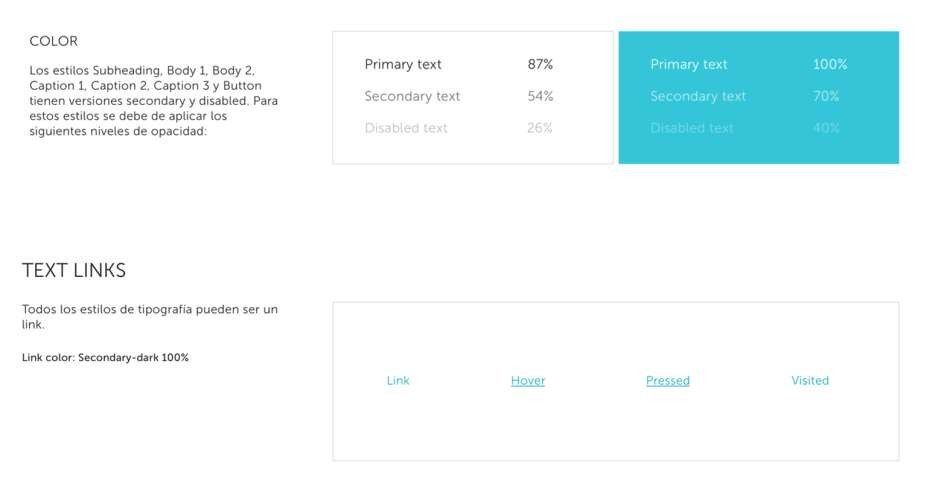 COLOR
Los estilos Subheading, Body 1, Body 2,
Caption 1, Caption 2, Caption 3 y Button
tienen versiones secondary y disabled. Para
estos estilos se debe de aplicar los
siguientes niveles de opacidad:
Primary text 87%
Secondary text 54%
Disabled text 26%
Primary text 100%
Secondary text 70%
Disabled text 40%
TEXT LINKS
Todos los estilos de tipografía pueden ser un
link.
Link color: Secondary-dark 100%
Link Hover Pressed Visited